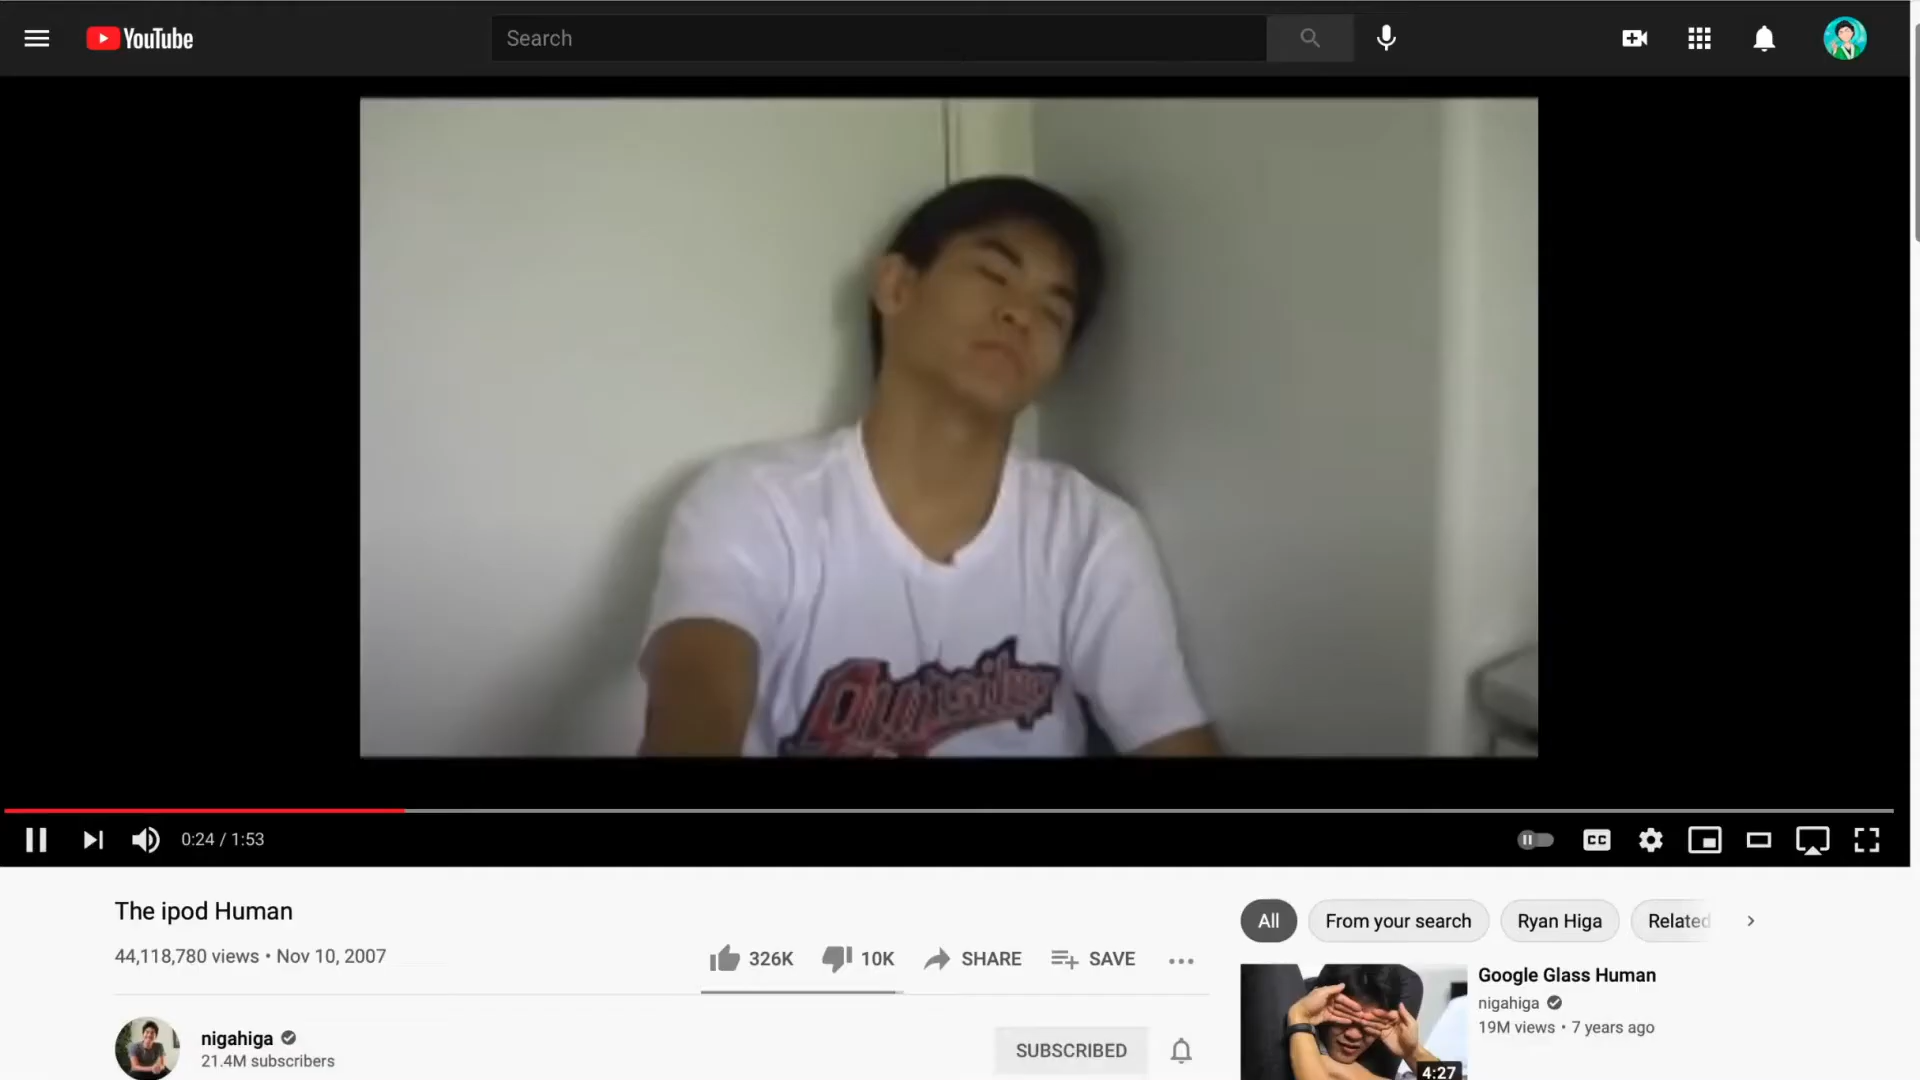 YouTube
Search
0:24 / 1:53
CC
The ipod Human
44,118,780 views • Nov 10, 2007
326K
10K
SHARE
SAVE
nigahiga
21.4M subscribers
SUBSCRIBED
All
From your search
Ryan Higa
Related
Google Glass Human
nigahiga
19M views • 7 years ago
4:27